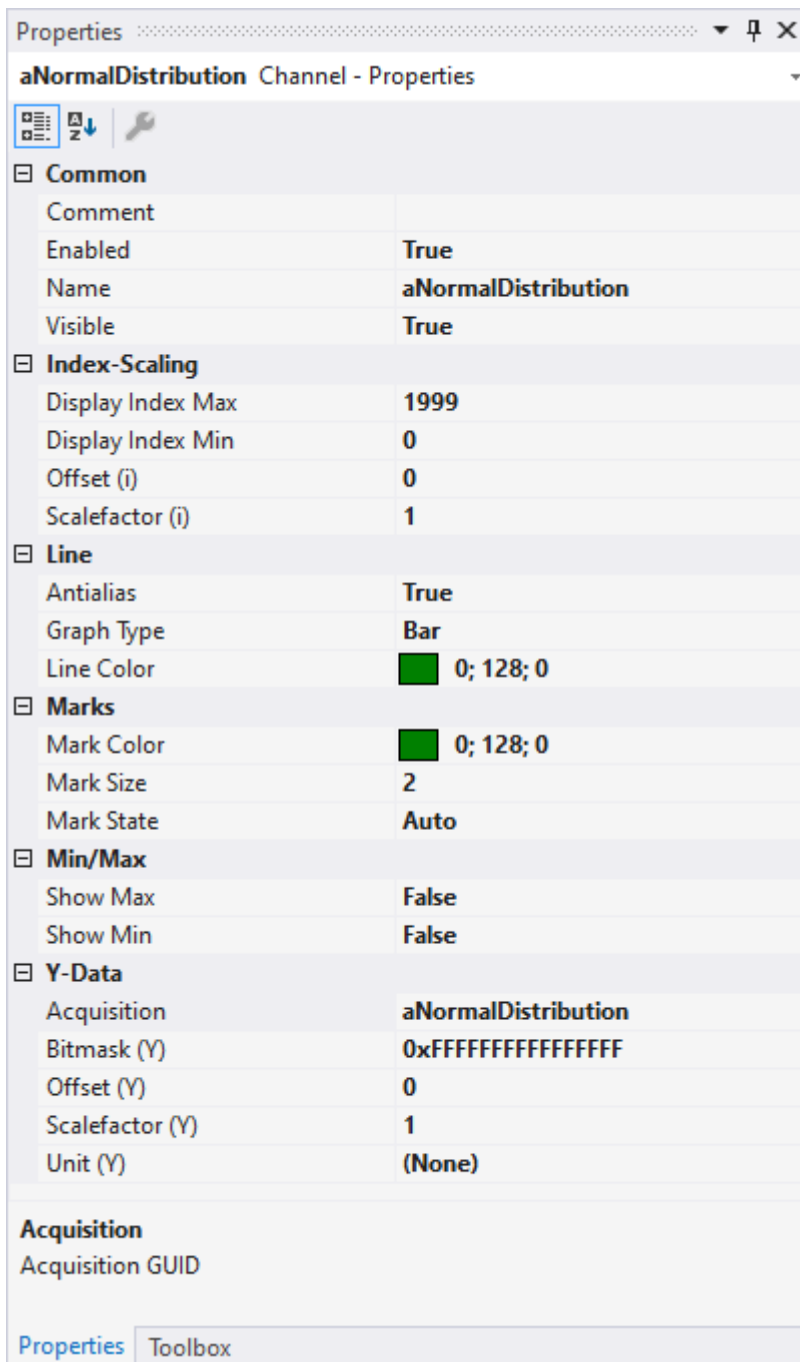 Properties
aNormalDistribution Channel - Properties
Common
Comment
Enabled True
Name aNormalDistribution
Visible True
Index-Scaling
Display Index Max 1999
Display Index Min 0
Offset (i) 0
Scalefactor (i) 1
Line
Antialias True
Graph Type Bar
Line Color 0; 128; 0
Marks
Mark Color 0; 128; 0
Mark Size 2
Mark State Auto
Min/Max
Show Max False
Show Min False
Y-Data
Acquisition aNormalDistribution
Bitmask (Y) 0xFFFFFFFFFFFFFFFF
Offset (Y) 0
Scalefactor (Y) 1
Unit (Y) (None)
Acquisition
Acquisition GUID
Properties Toolbox